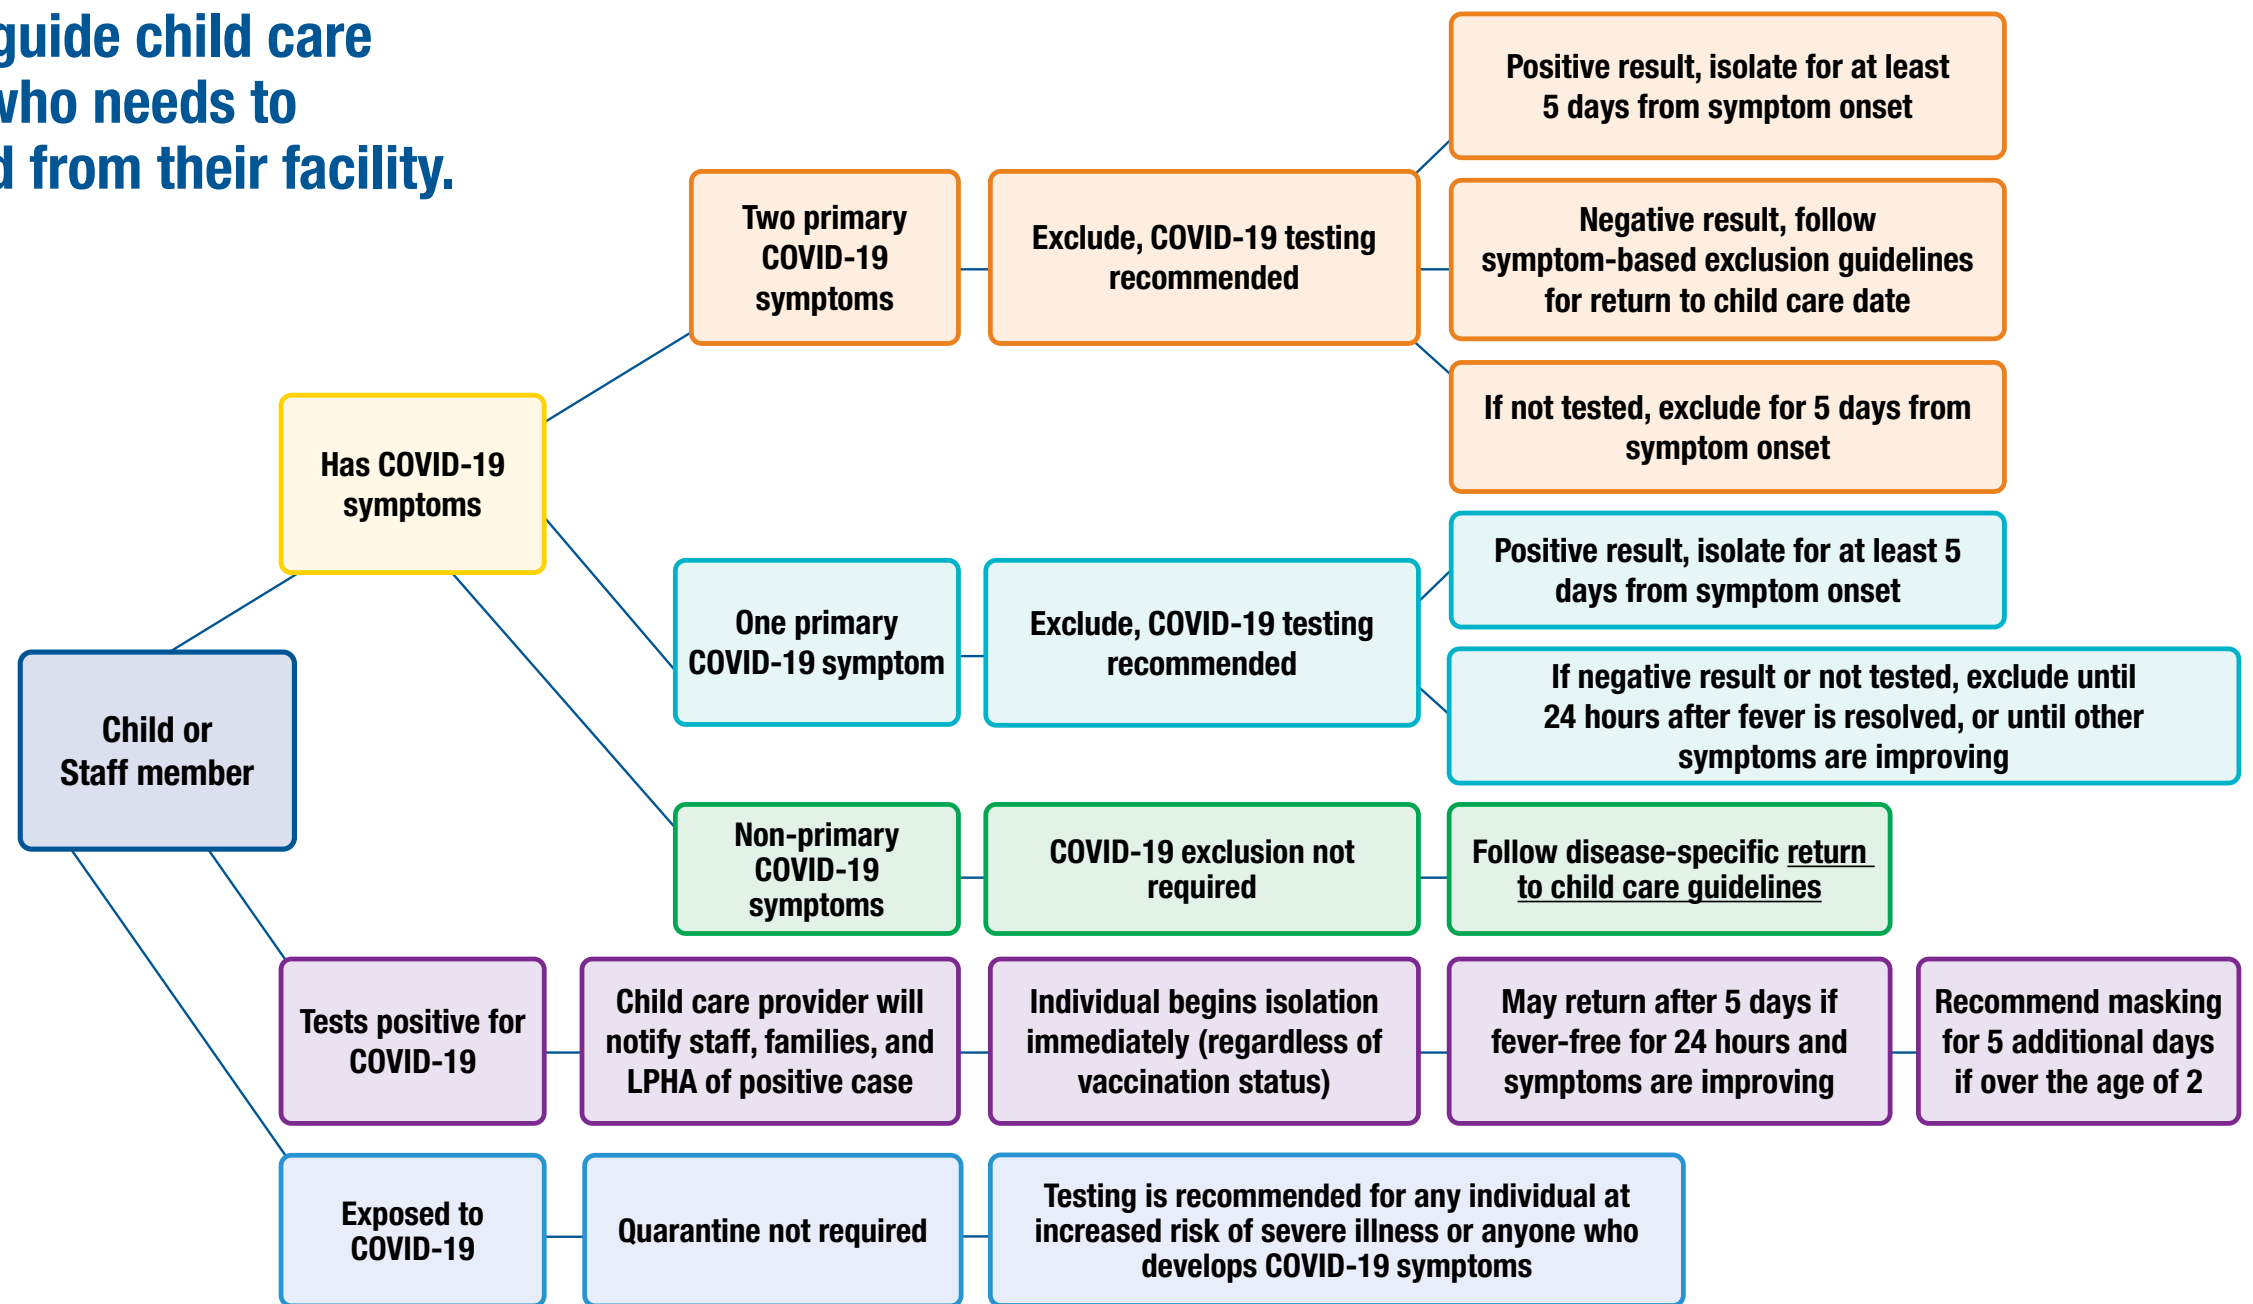 guide child care
who needs to
d from their facility.
Positive result, isolate for at least
5 days from symptom onset
Two primary
COVID-19
symptoms
Exclude, COVID-19 testing
recommended
Negative result, follow
symptom-based exclusion guidelines
for return to child care date
If not tested, exclude for 5 days from
symptom onset
Has COVID-19
symptoms
Positive result, isolate for at least 5
days from symptom onset
One primary
COVID-19 symptom
Exclude, COVID-19 testing
recommended
If negative result or not tested, exclude until
24 hours after fever is resolved, or until other
symptoms are improving
Child or
Staff member
Non-primary
COVID-19
symptoms
COVID-19 exclusion not
required
Follow disease-specific return
to child care guidelines
Tests positive for
COVID-19
Child care provider will
notify staff, families, and
LPHA of positive case
Individual begins isolation
immediately (regardless of
vaccination status)
May return after 5 days if
fever-free for 24 hours and
symptoms are improving
Recommend masking
for 5 additional days
if over the age of 2
Exposed to
COVID-19
Quarantine not required
Testing is recommended for any individual at
increased risk of severe illness or anyone who
develops COVID-19 symptoms